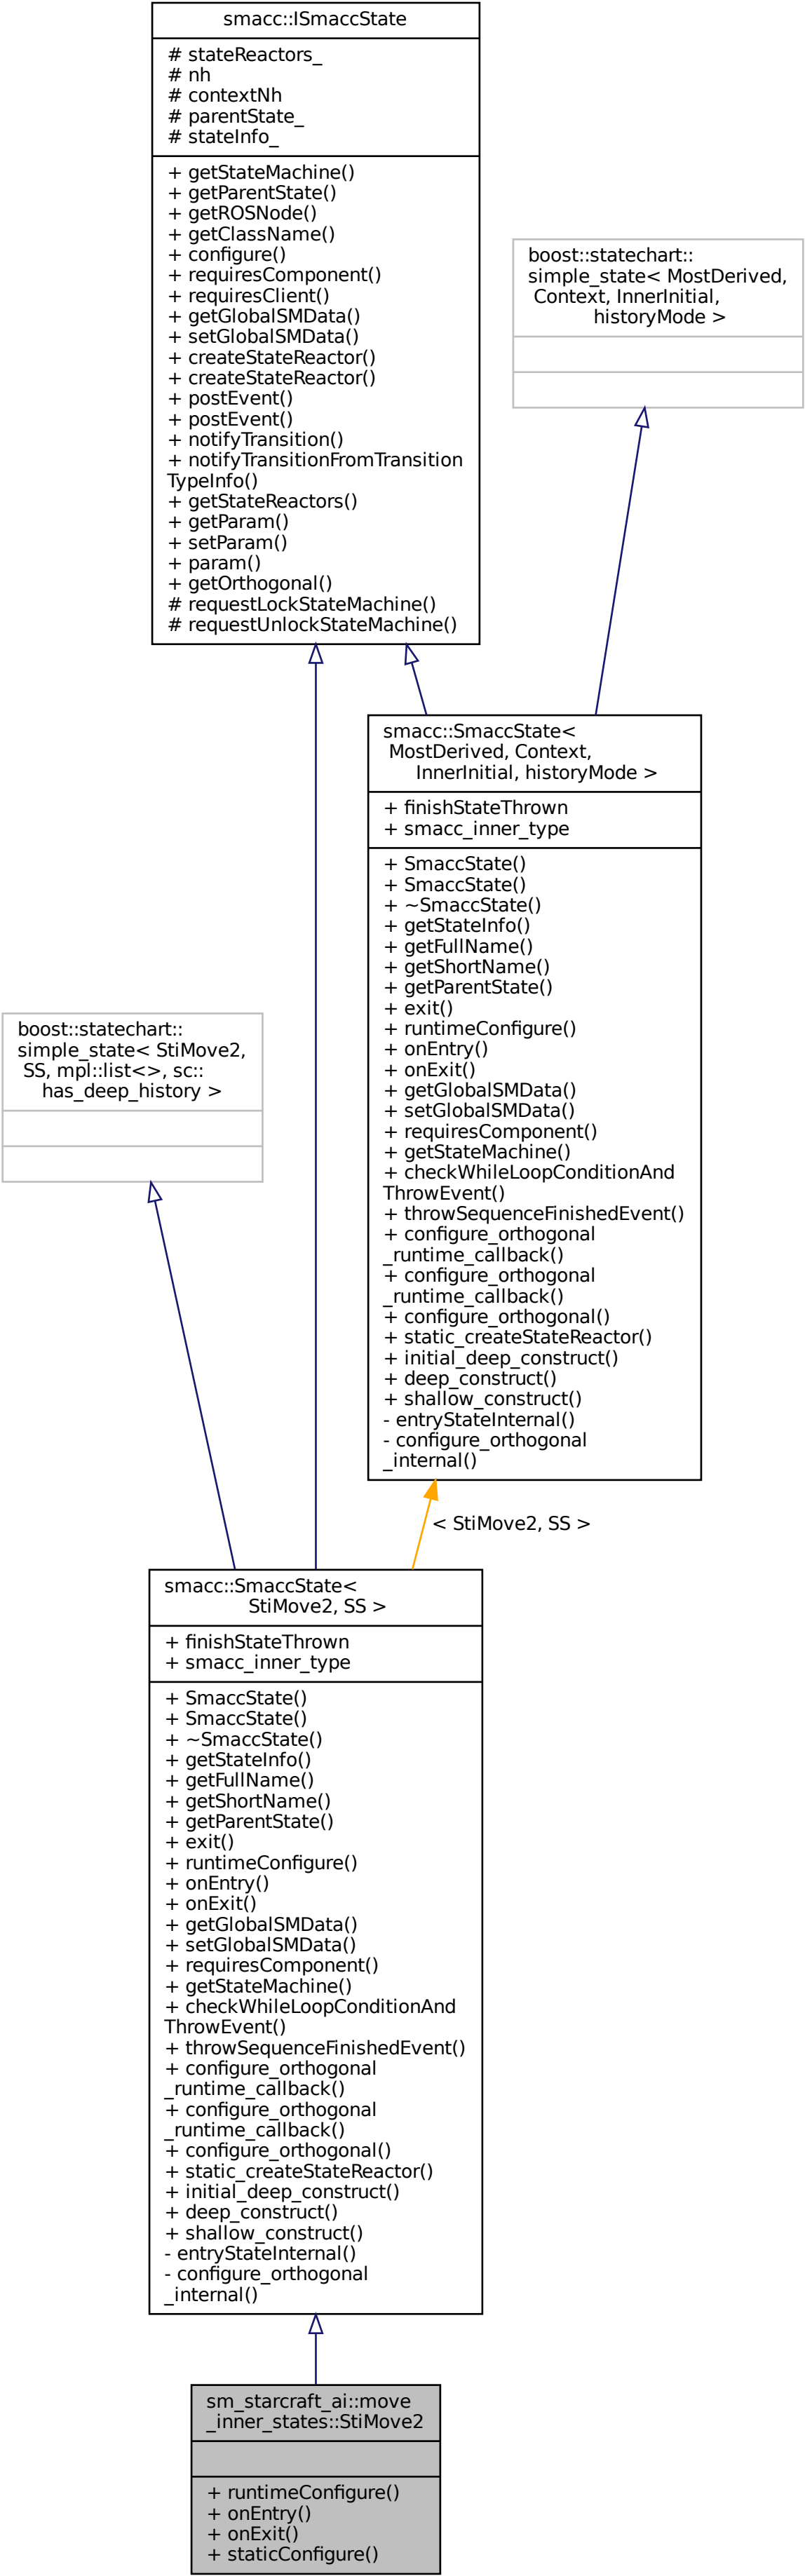 smacc::ISmaccState
# stateReactors_
# nh
# contextNh
# parentState_
# stateInfo_
+ getStateMachine()
+ getParentState()
+ getROSNode()
+ getClassName()
+ configure()
+ requiresComponent()
+ requiresClient()
+ getGlobalSMData()
+ setGlobalSMData()
+ createStateReactor()
+ createStateReactor()
+ postEvent()
+ postEvent()
+ notifyTransition()
+ notifyTransitionFromTransition
TypeInfo()
+ getStateReactors()
+ getParam()
+ setParam()
+ param()
+ getOrthogonal()
# requestLockStateMachine()
# requestUnlockStateMachine()
boost::statechart::
simple_state< MostDerived,
Context, InnerInitial,
historyMode >
smacc::SmaccState<
MostDerived, Context,
InnerInitial, historyMode >
+ finishStateThrown
+ smacc_inner_type
+ SmaccState()
+ SmaccState()
+ ~SmaccState()
+ getStateInfo()
+ getFullName()
+ getShortName()
+ getParentState()
+ exit()
+ runtimeConfigure()
+ onEntry()
+ onExit()
+ getGlobalSMData()
+ setGlobalSMData()
+ requiresComponent()
+ getStateMachine()
+ checkWhileLoopConditionAnd
ThrowEvent()
+ throwSequenceFinishedEvent()
+ configure_orthogonal
_runtime_callback()
+ configure_orthogonal
_runtime_callback()
+ configure_orthogonal()
+ static_createStateReactor()
+ initial_deep_construct()
+ deep_construct()
+ shallow_construct()
- entryStateInternal()
- configure_orthogonal
_internal()
boost::statechart::
simple_state< StiMove2,
SS, mpl::list<>, sc::
has_deep_history >
< StiMove2, SS >
smacc::SmaccState<
StiMove2, SS >
+ finishStateThrown
+ smacc_inner_type
+ SmaccState()
+ SmaccState()
+ ~SmaccState()
+ getStateInfo()
+ getFullName()
+ getShortName()
+ getParentState()
+ exit()
+ runtimeConfigure()
+ onEntry()
+ onExit()
+ getGlobalSMData()
+ setGlobalSMData()
+ requiresComponent()
+ getStateMachine()
+ checkWhileLoopConditionAnd
ThrowEvent()
+ throwSequenceFinishedEvent()
+ configure_orthogonal
_runtime_callback()
+ configure_orthogonal
_runtime_callback()
+ configure_orthogonal()
+ static_createStateReactor()
+ initial_deep_construct()
+ deep_construct()
+ shallow_construct()
- entryStateInternal()
- configure_orthogonal
_internal()
sm_starcraft_ai::move
_inner_states::StiMove2
+ runtimeConfigure()
+ onEntry()
+ onExit()
+ staticConfigure()